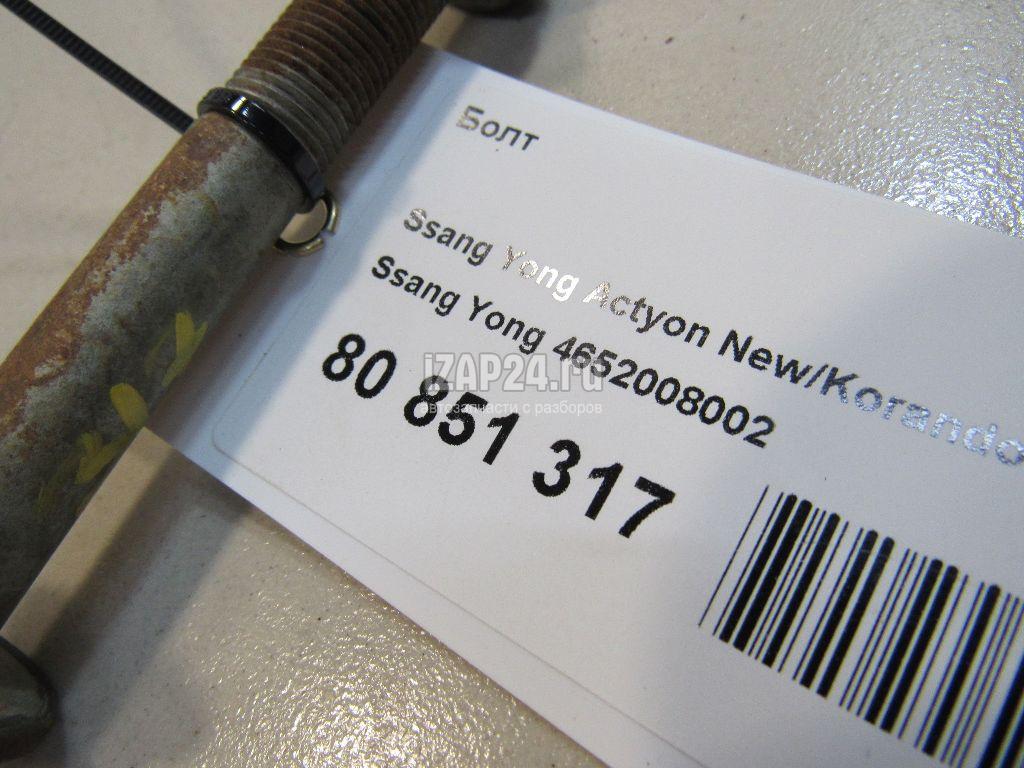 Болт
Ssang Yong Actyon New/Korando
Ssang Yong 4652008002
80 851 317
iZAP24.ru
автозапчасти с разборов